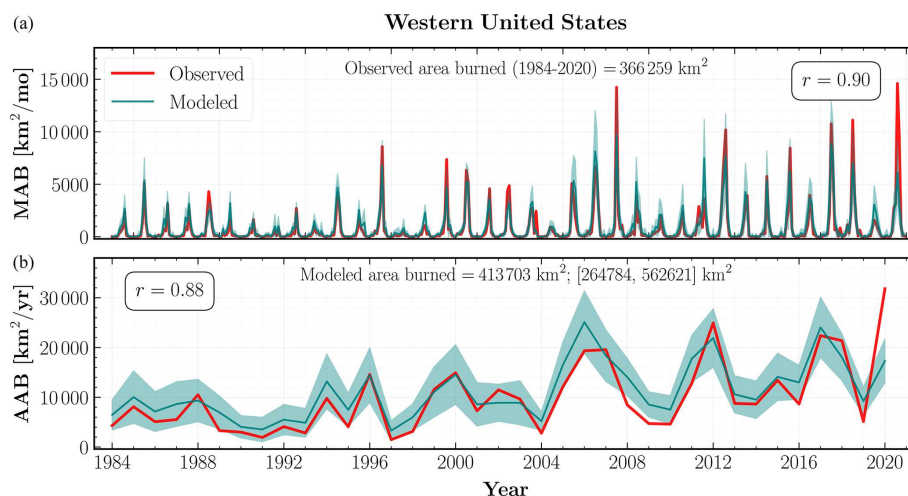 (a)
Western United States
Observed
Modeled
Observed area burned (1984-2020) = 366 259 km²
r = 0.90
MAB [km²/mo]
15 000
10 000
5000
0
(b)
Modeled area burned = 413 703 km²; [264784, 562621] km²
r = 0.88
AAB [km²/yr]
30 000
20 000
10 000
0
1984 1988 1992 1996 2000 2004 2008 2012 2016 2020
Year